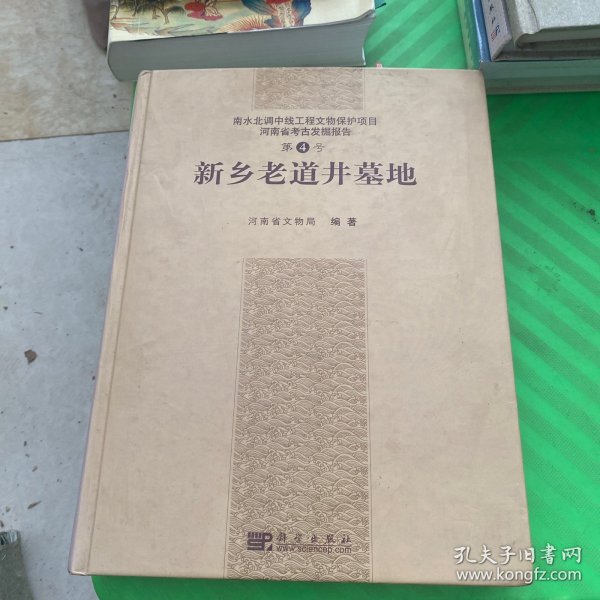 南水北调中线工程文物保护项目
河南省考古发掘报告
第4号
新乡老道井墓地
河南省文物局 编著
科学出版社
www.sciencep.com
孔夫子旧书网
www.kongfz.com